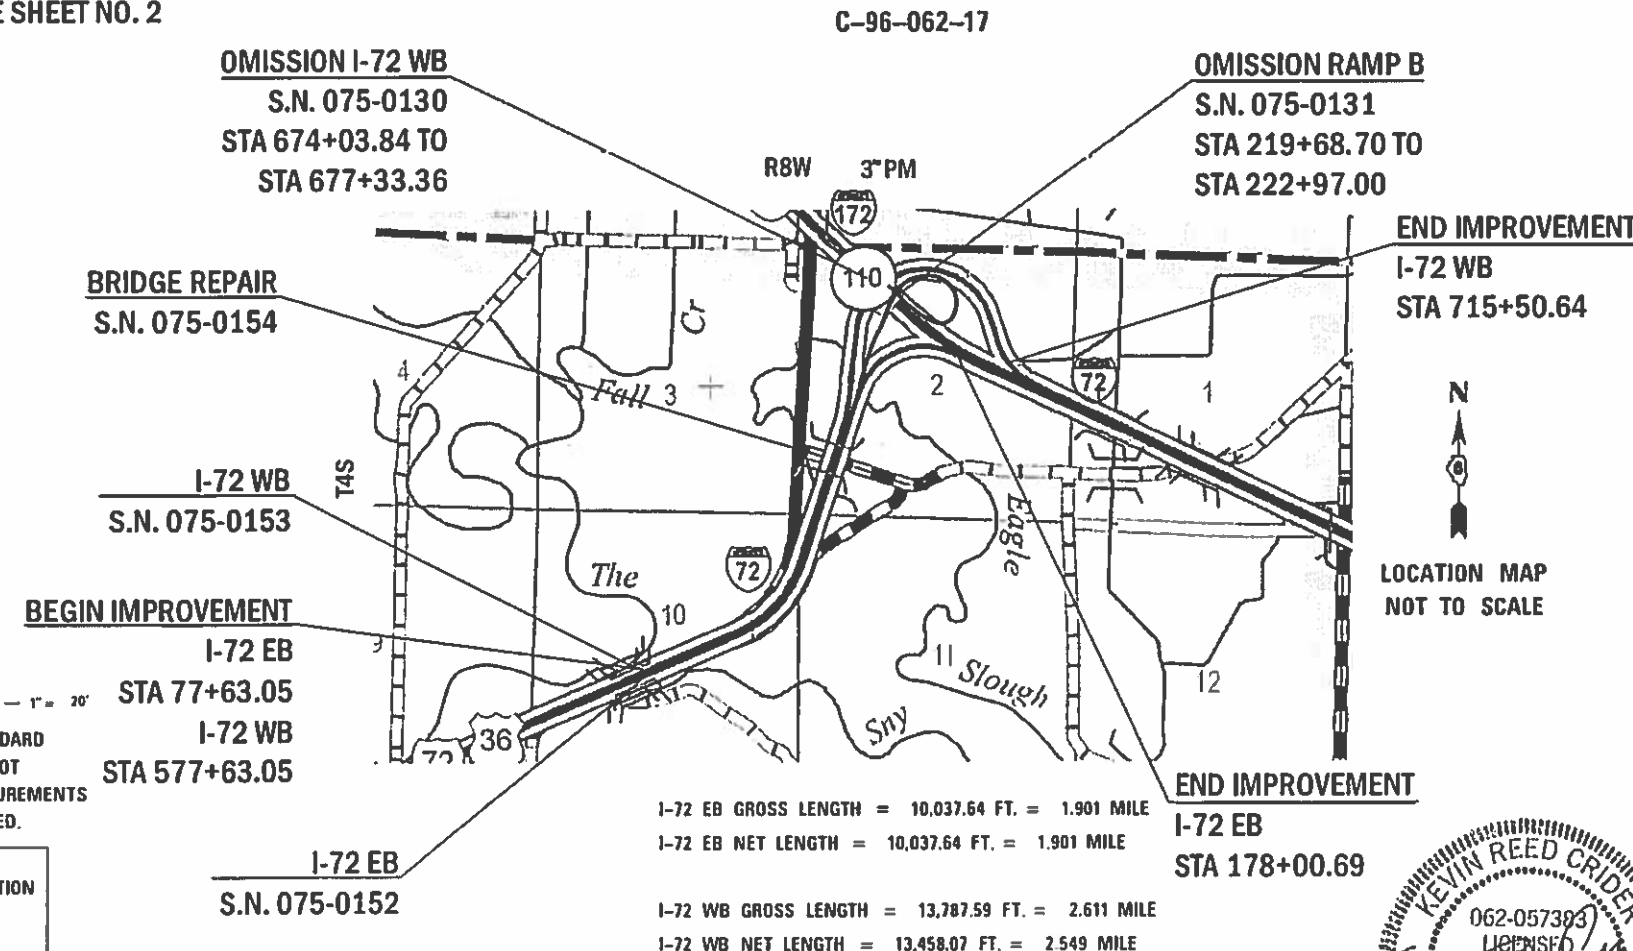 E SHEET NO. 2
C-96-062-17
OMISSION I-72 WB
S.N. 075-0130
STA 674+03.84 TO
STA 677+33.36
OMISSION RAMP B
S.N. 075-0131
STA 219+68.70 TO
STA 222+97.00
R8W 3"PM
172
END IMPROVEMENT
I-72 WB
STA 715+50.64
BRIDGE REPAIR
S.N. 075-0154
110
Cr
4
Fall 3
2
72
1
N
6
T4S
I-72 WB
S.N. 075-0153
Eagle
72
The
LOCATION MAP
NOT TO SCALE
BEGIN IMPROVEMENT
I-72 EB
STA 77+63.05
I-72 WB
STA 577+63.05
10
9
11
Slough
12
Sny
36
72
— 1"= 20'
DARD
OT
UREMENTS
ED.
TION
I-72 EB
S.N. 075-0152
END IMPROVEMENT
I-72 EB
STA 178+00.69
I-72 EB GROSS LENGTH = 10,037.64 FT. = 1.901 MILE
I-72 EB NET LENGTH = 10,037.64 FT. = 1.901 MILE
I-72 WB GROSS LENGTH = 13,787.59 FT. = 2.611 MILE
I-72 WB NET LENGTH = 13,458.07 FT. = 2.549 MILE
KEVIN REED CRIDER
062-057393
LICENSED